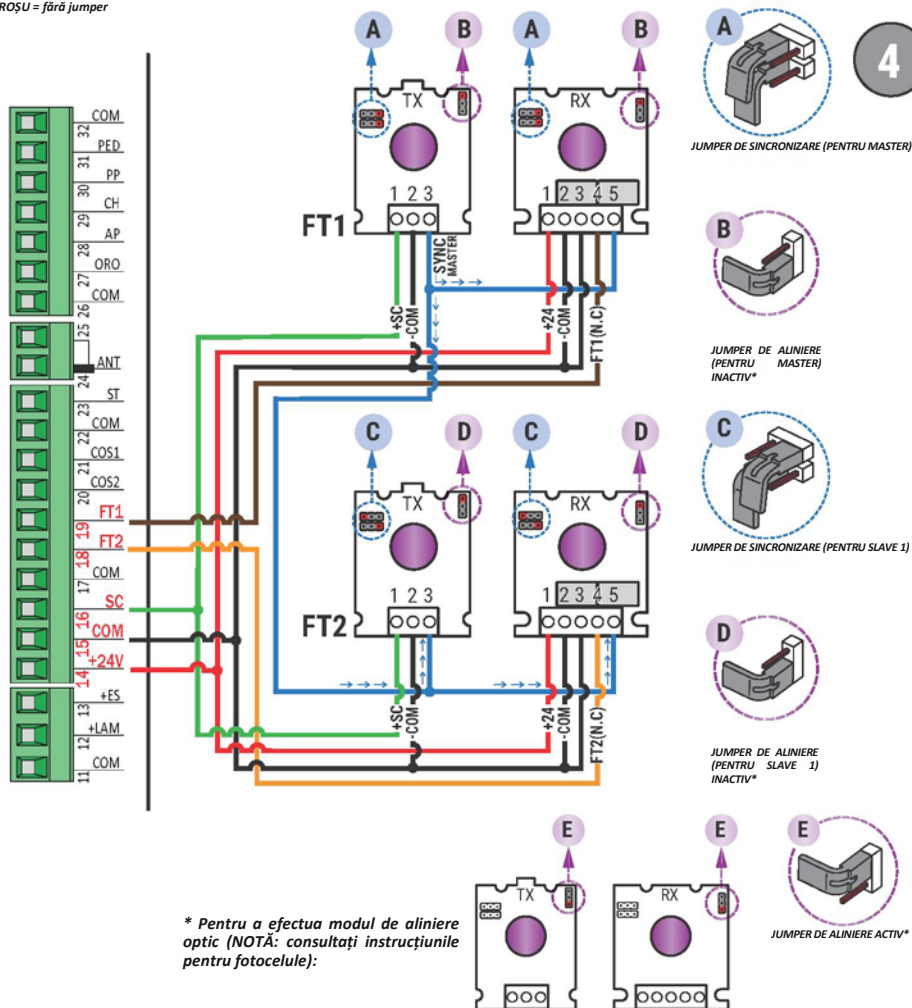 ROȘU = fără jumper
A
B
A
B
A
4
TX
RX
JUMPER DE SINCRONIZARE (PENTRU MASTER)
1 2 3
1 2 3 4 5
FT1
SYNC
MASTER
+SC
-COM
+24
-COM
FT1(N.C)
B
JUMPER DE ALINIERE
(PENTRU MASTER)
INACTIV*
COM
32
PED
31
PP
30
CH
29
AP
28
ORO
27
COM
26
25
ANT
24
ST
23
COM
22
COS1
21
COS2
20
FT1
19
FT2
18
COM
17
SC
16
COM
15
+24V
14
+ES
13
+LAM
12
COM
11
C
D
C
D
C
TX
RX
JUMPER DE SINCRONIZARE (PENTRU SLAVE 1)
1 2 3
1 2 3 4 5
FT2
+SC
-COM
+24
-COM
FT2(N.C)
D
JUMPER DE ALINIERE
(PENTRU SLAVE 1)
INACTIV*
E
E
E
TX
RX
JUMPER DE ALINIERE ACTIV*
* Pentru a efectua modul de aliniere
optic (NOTĂ: consultați instrucțiunile
pentru fotocelule):